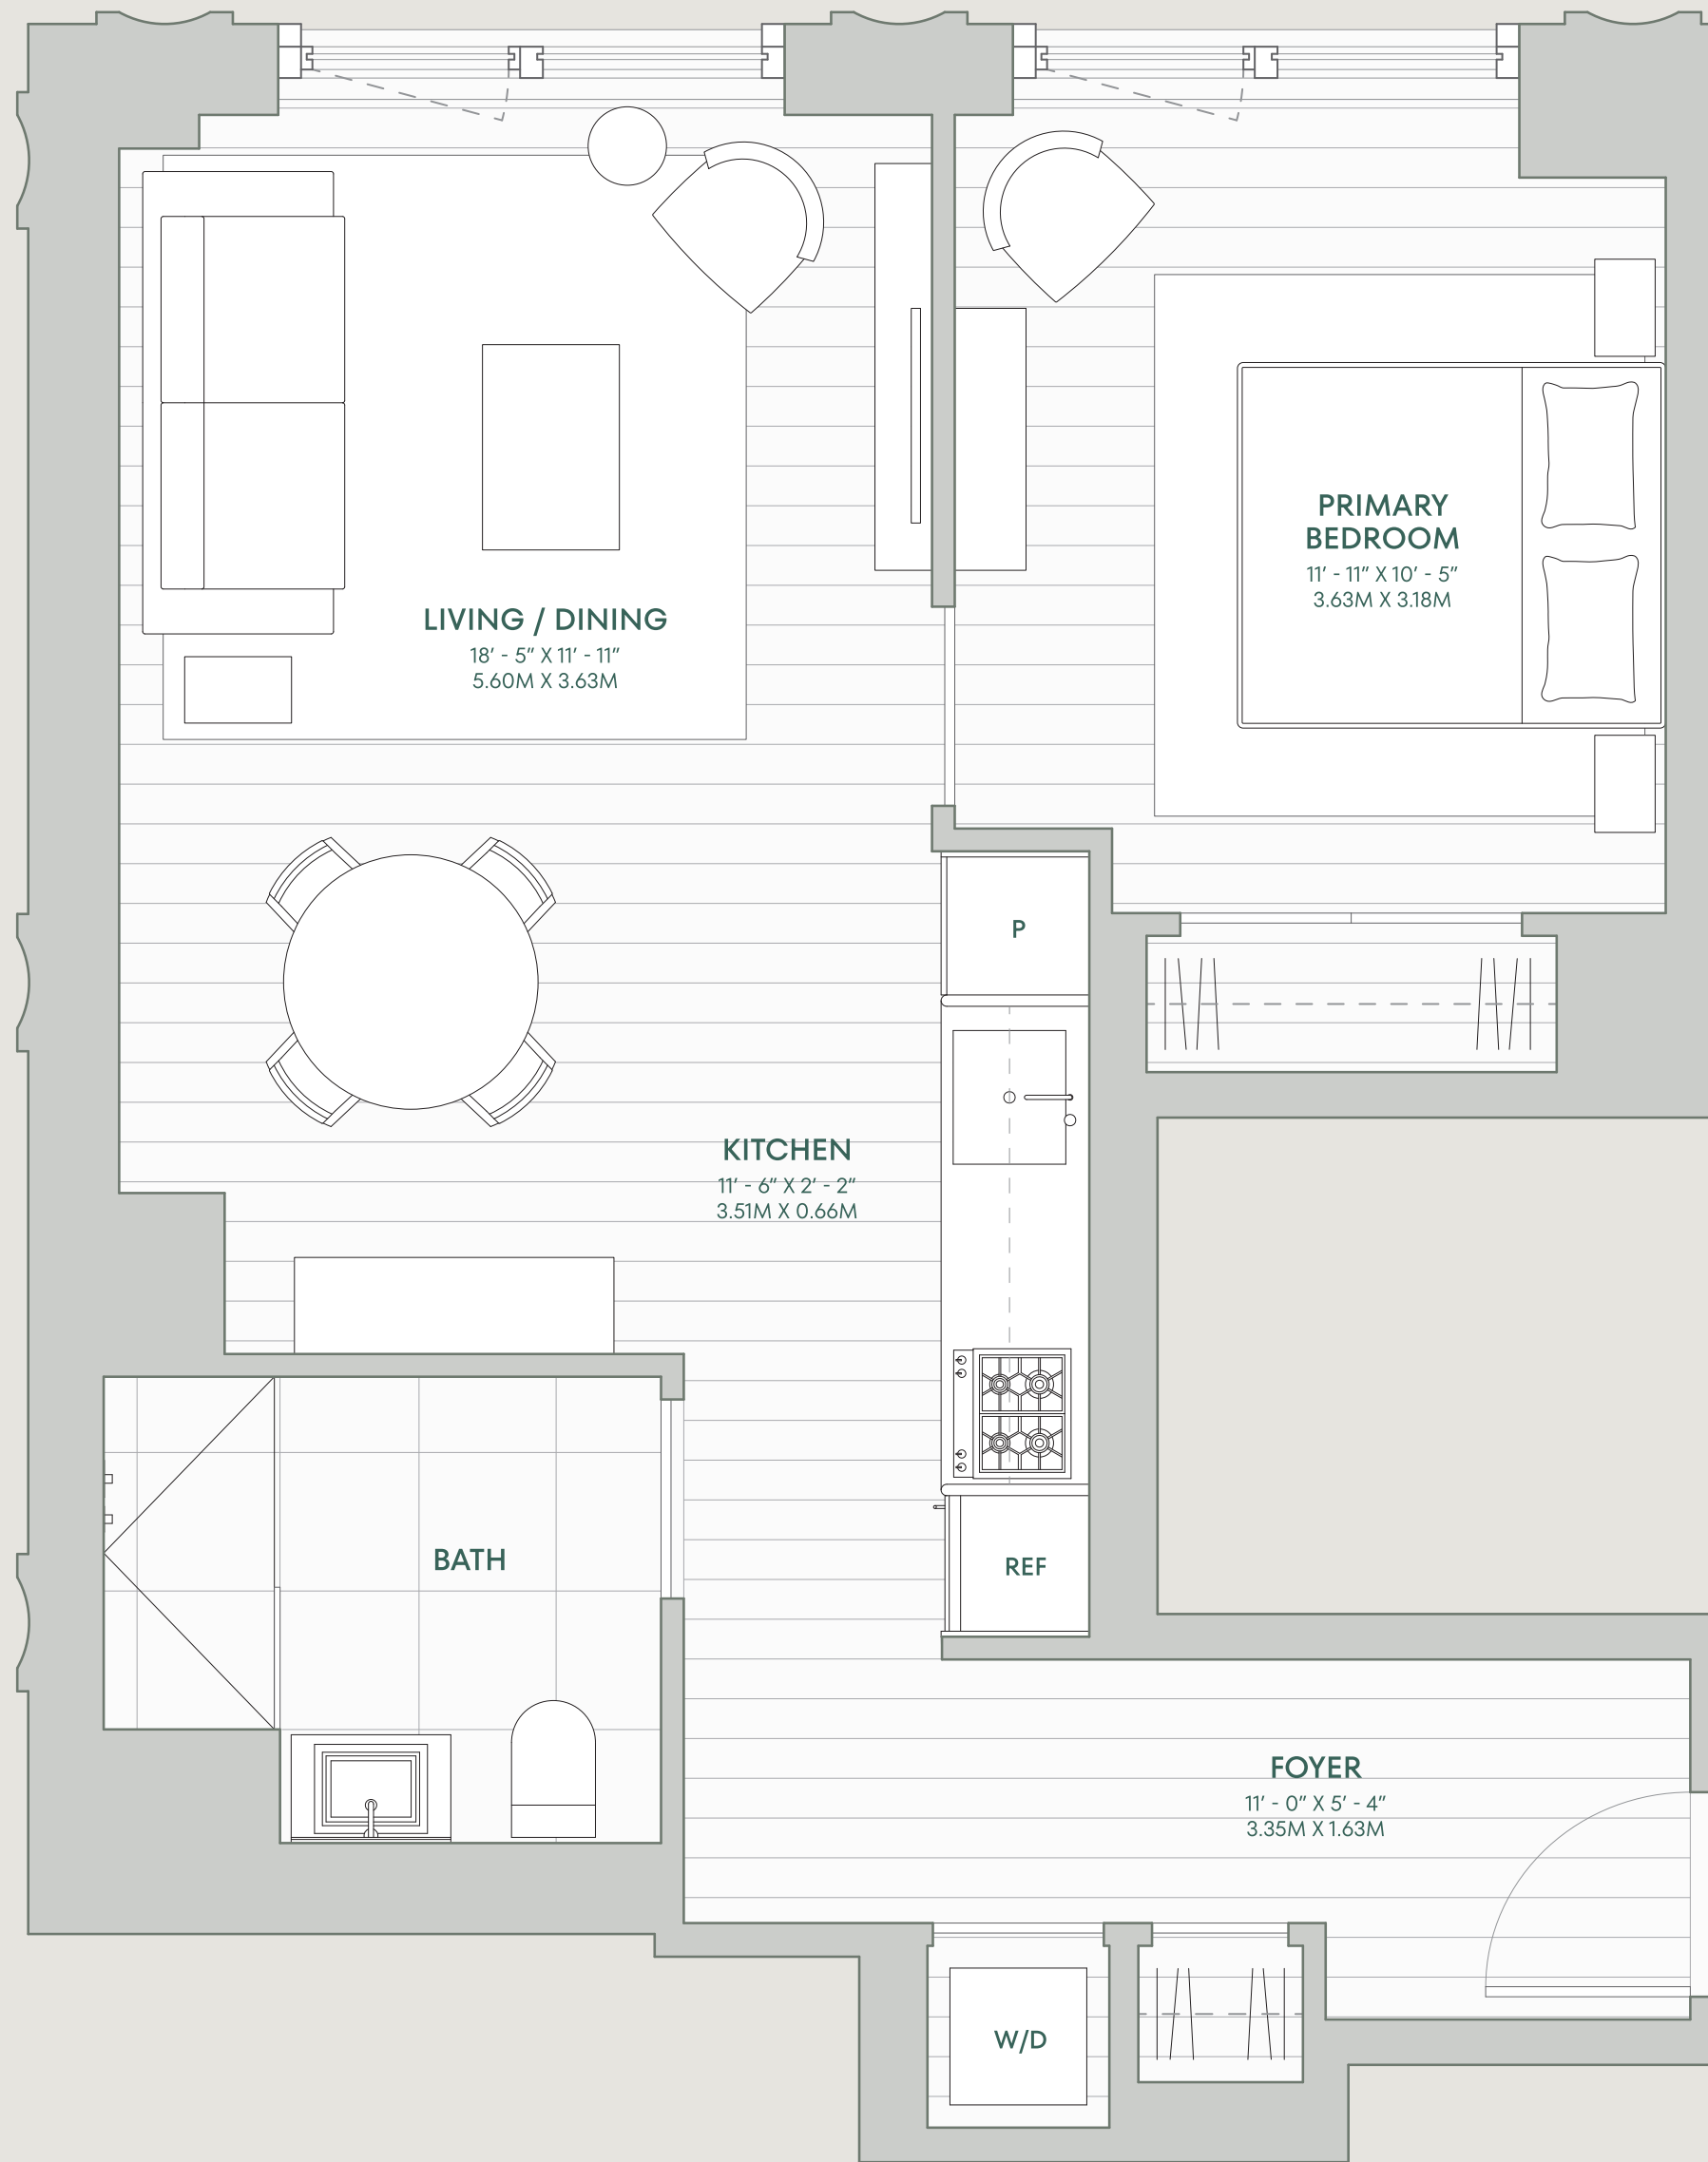 PRIMARY
BEDROOM
11’ - 11” X 10’ - 5”
3.63M X 3.18M
LIVING / DINING
18’ - 5” X 11’ - 11”
5.60M X 3.63M
P
KITCHEN
11’ - 6” X 2’ - 2”
3.51M X 0.66M
BATH
REF
FOYER
11’ - 0” X 5’ - 4”
3.35M X 1.63M
W/D